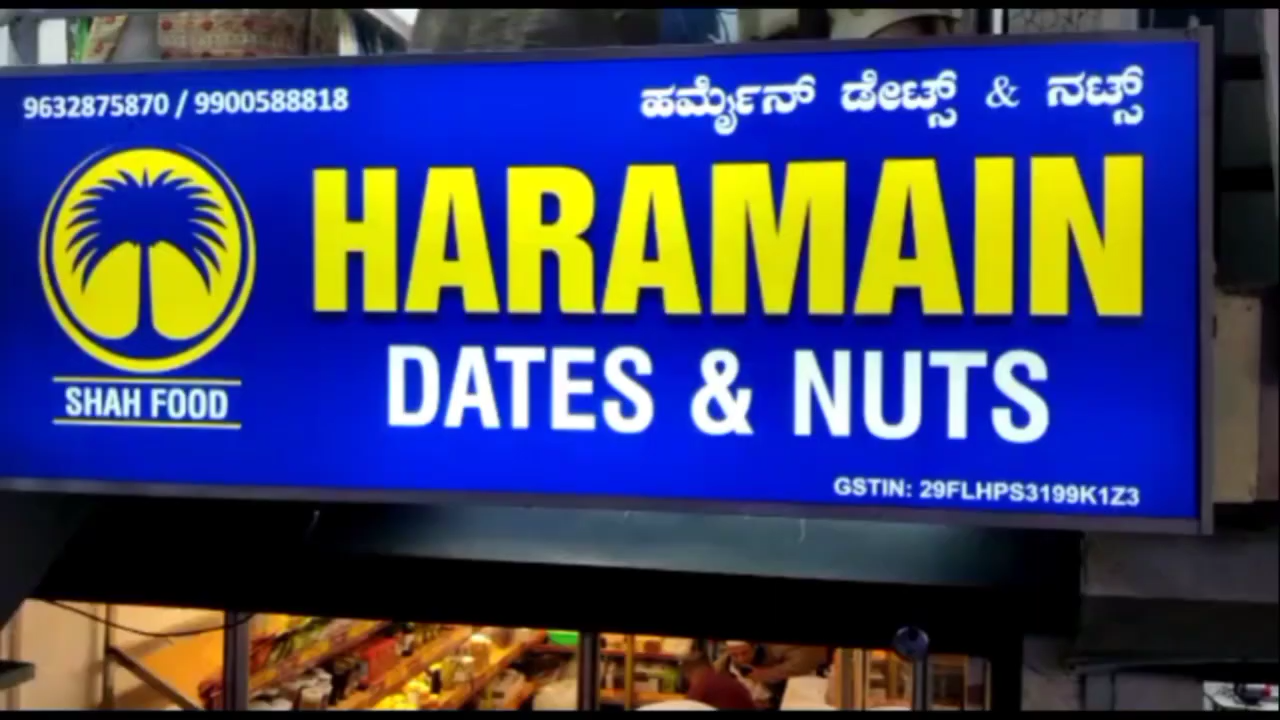 9632875870 / 9900588818
ಹರ್ಮೈನ್ ಡೇಟ್ಸ್ & ನಟ್ಸ್
HARAMAIN
DATES & NUTS
SHAH FOOD
GSTIN: 29FLHPS3199K1Z3